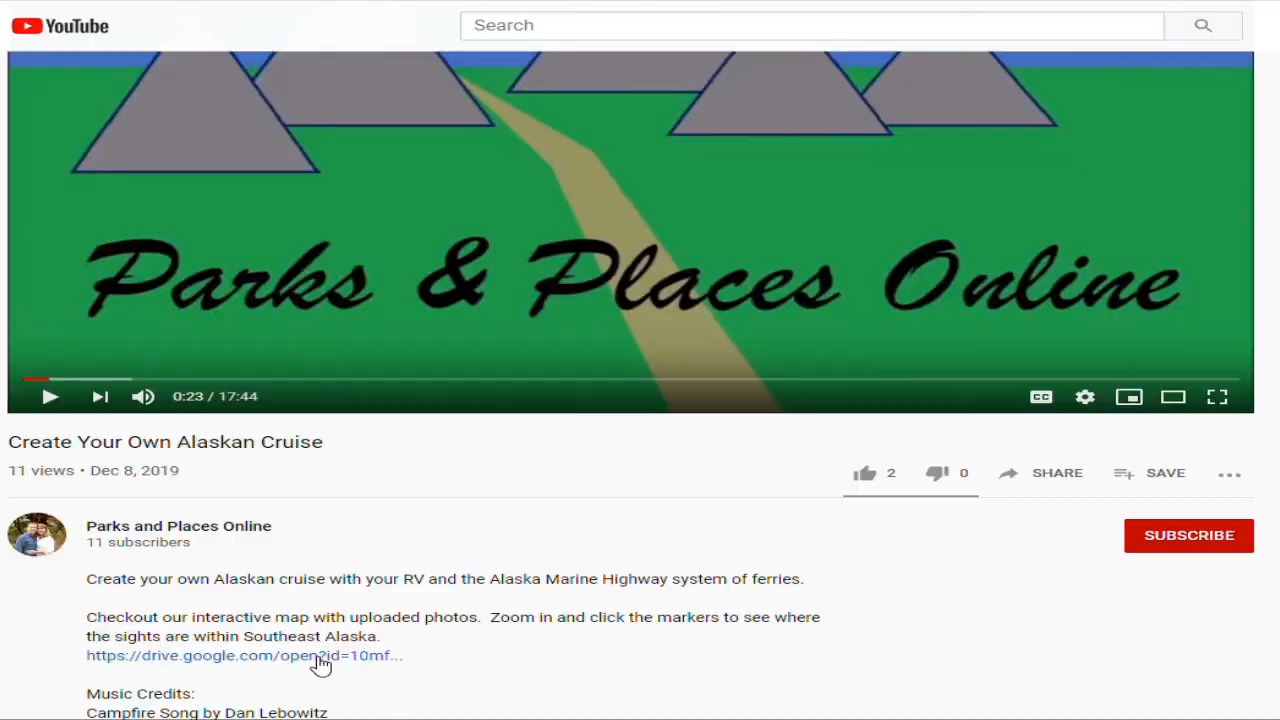 YouTube
Search
Parks & Places Online
0:23 / 17:44
CC
Create Your Own Alaskan Cruise
11 views • Dec 8, 2019
2
0
SHARE
SAVE
Parks and Places Online
11 subscribers
SUBSCRIBE
Create your own Alaskan cruise with your RV and the Alaska Marine Highway system of ferries.
Checkout our interactive map with uploaded photos.  Zoom in and click the markers to see where
the sights are within Southeast Alaska.
https://drive.google.com/open?id=10mf...
Music Credits:
Campfire Song by Dan Lebowitz